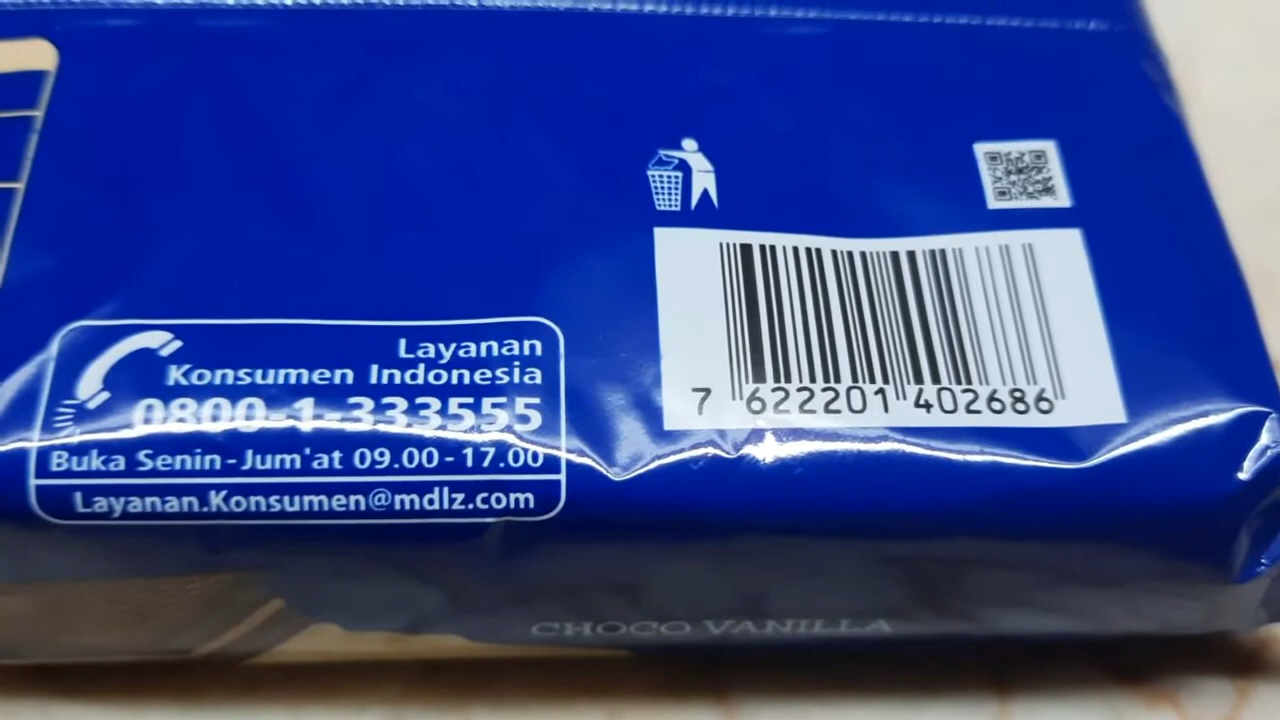 Layanan
Konsumen Indonesia
0800-1-333555
Buka Senin-Jum'at 09.00-17.00
Layanan.Konsumen@mdlz.com
7 622201 402686
CHOCO VANILLA